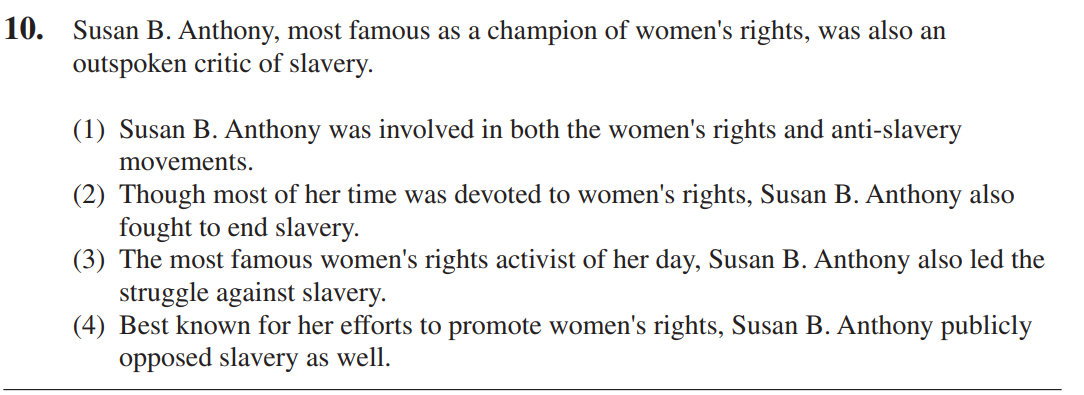 10. Susan B. Anthony, most famous as a champion of women's rights, was also an
outspoken critic of slavery.
(1) Susan B. Anthony was involved in both the women's rights and anti-slavery
movements.
(2) Though most of her time was devoted to women's rights, Susan B. Anthony also
fought to end slavery.
(3) The most famous women's rights activist of her day, Susan B. Anthony also led the
struggle against slavery.
(4) Best known for her efforts to promote women's rights, Susan B. Anthony publicly
opposed slavery as well.